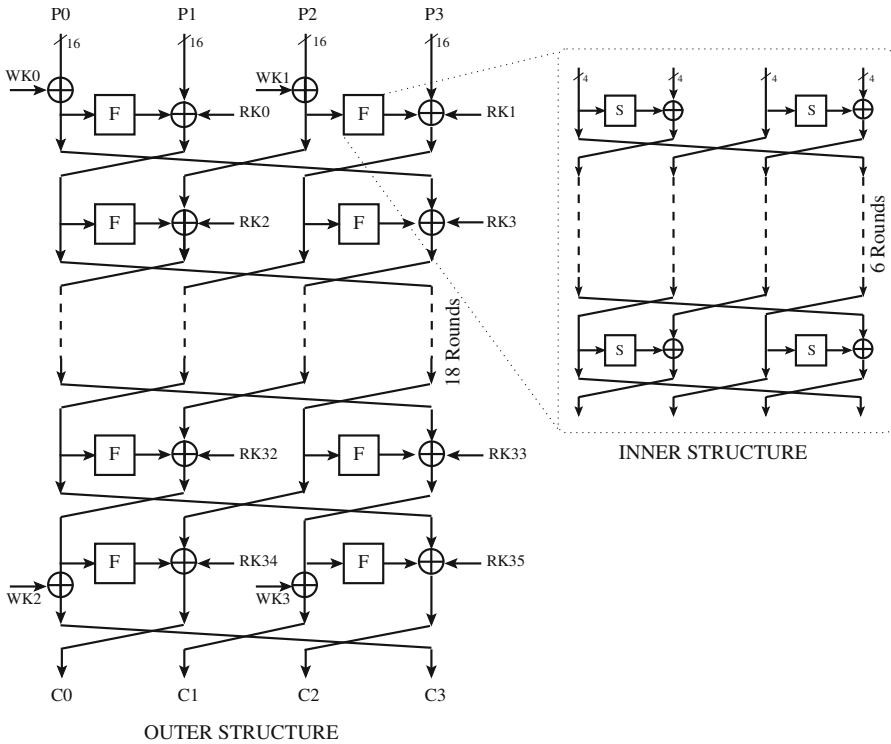 P0 P1 P2 P3
16 16 16 16
WK0 WK1
F F
RK0 RK1
F F
RK2 RK3
18 Rounds
F F
RK32 RK33
F F
RK34 RK35
WK2 WK3
C0 C1 C2 C3
OUTER STRUCTURE
4 4 4 4
S S
6 Rounds
S S
INNER STRUCTURE